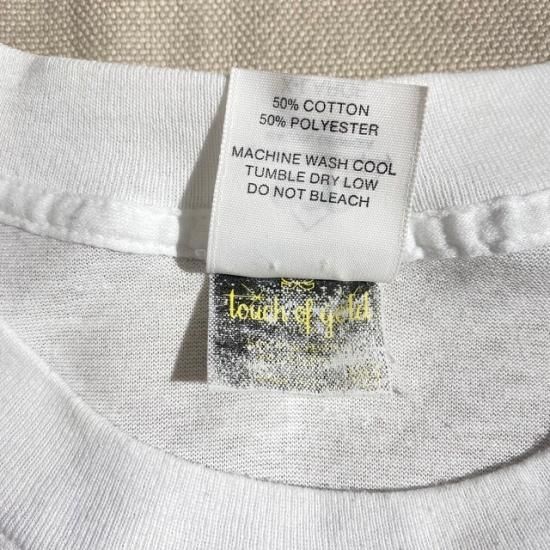 50% COTTON
50% POLYESTER
MACHINE WASH COOL
TUMBLE DRY LOW
DO NOT BLEACH
touch of gold